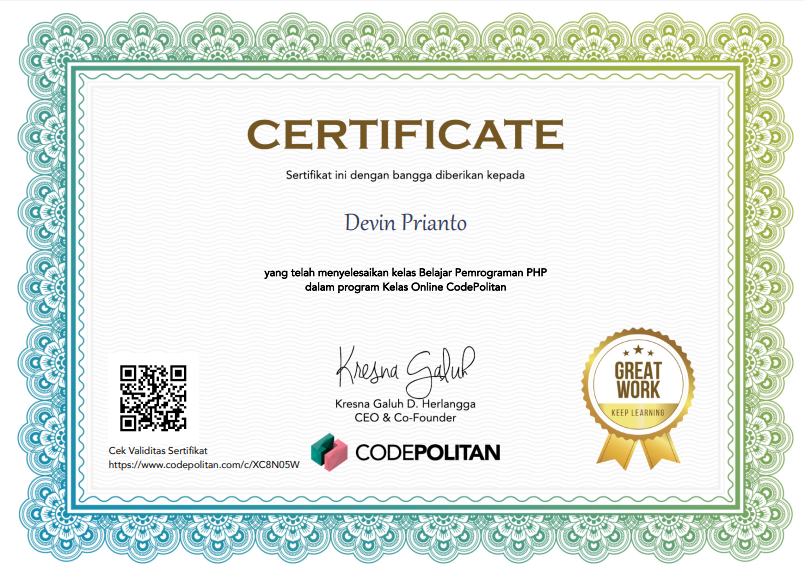 CERTIFICATE
Sertifikat ini dengan bangga diberikan kepada
Devin Prianto
yang telah menyelesaikan kelas Belajar Pemrograman PHP
dalam program Kelas Online CodePolitan
Kresna Galuh
Kresna Galuh D. Herlangga
CEO & Co-Founder
CODEPOLITAN
Cek Validitas Sertifikat
https://www.codepolitan.com/c/XC8N05W
GREAT
WORK
KEEP LEARNING